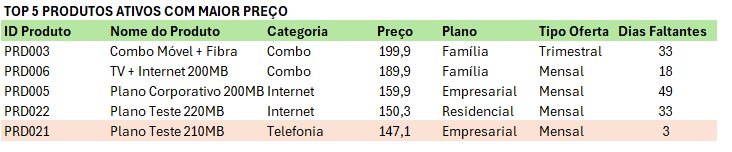 TOP 5 PRODUTOS ATIVOS COM MAIOR PREÇO
ID Produto Nome do Produto Categoria Preço Plano Tipo Oferta Dias Faltantes
PRD003 Combo Móvel + Fibra Combo 199,9 Família Trimestral 33
PRD006 TV + Internet 200MB Combo 189,9 Família Mensal 18
PRD005 Plano Corporativo 200MB Internet 159,9 Empresarial Mensal 49
PRD022 Plano Teste 220MB Internet 150,3 Residencial Mensal 33
PRD021 Plano Teste 210MB Telefonia 147,1 Empresarial Mensal 3